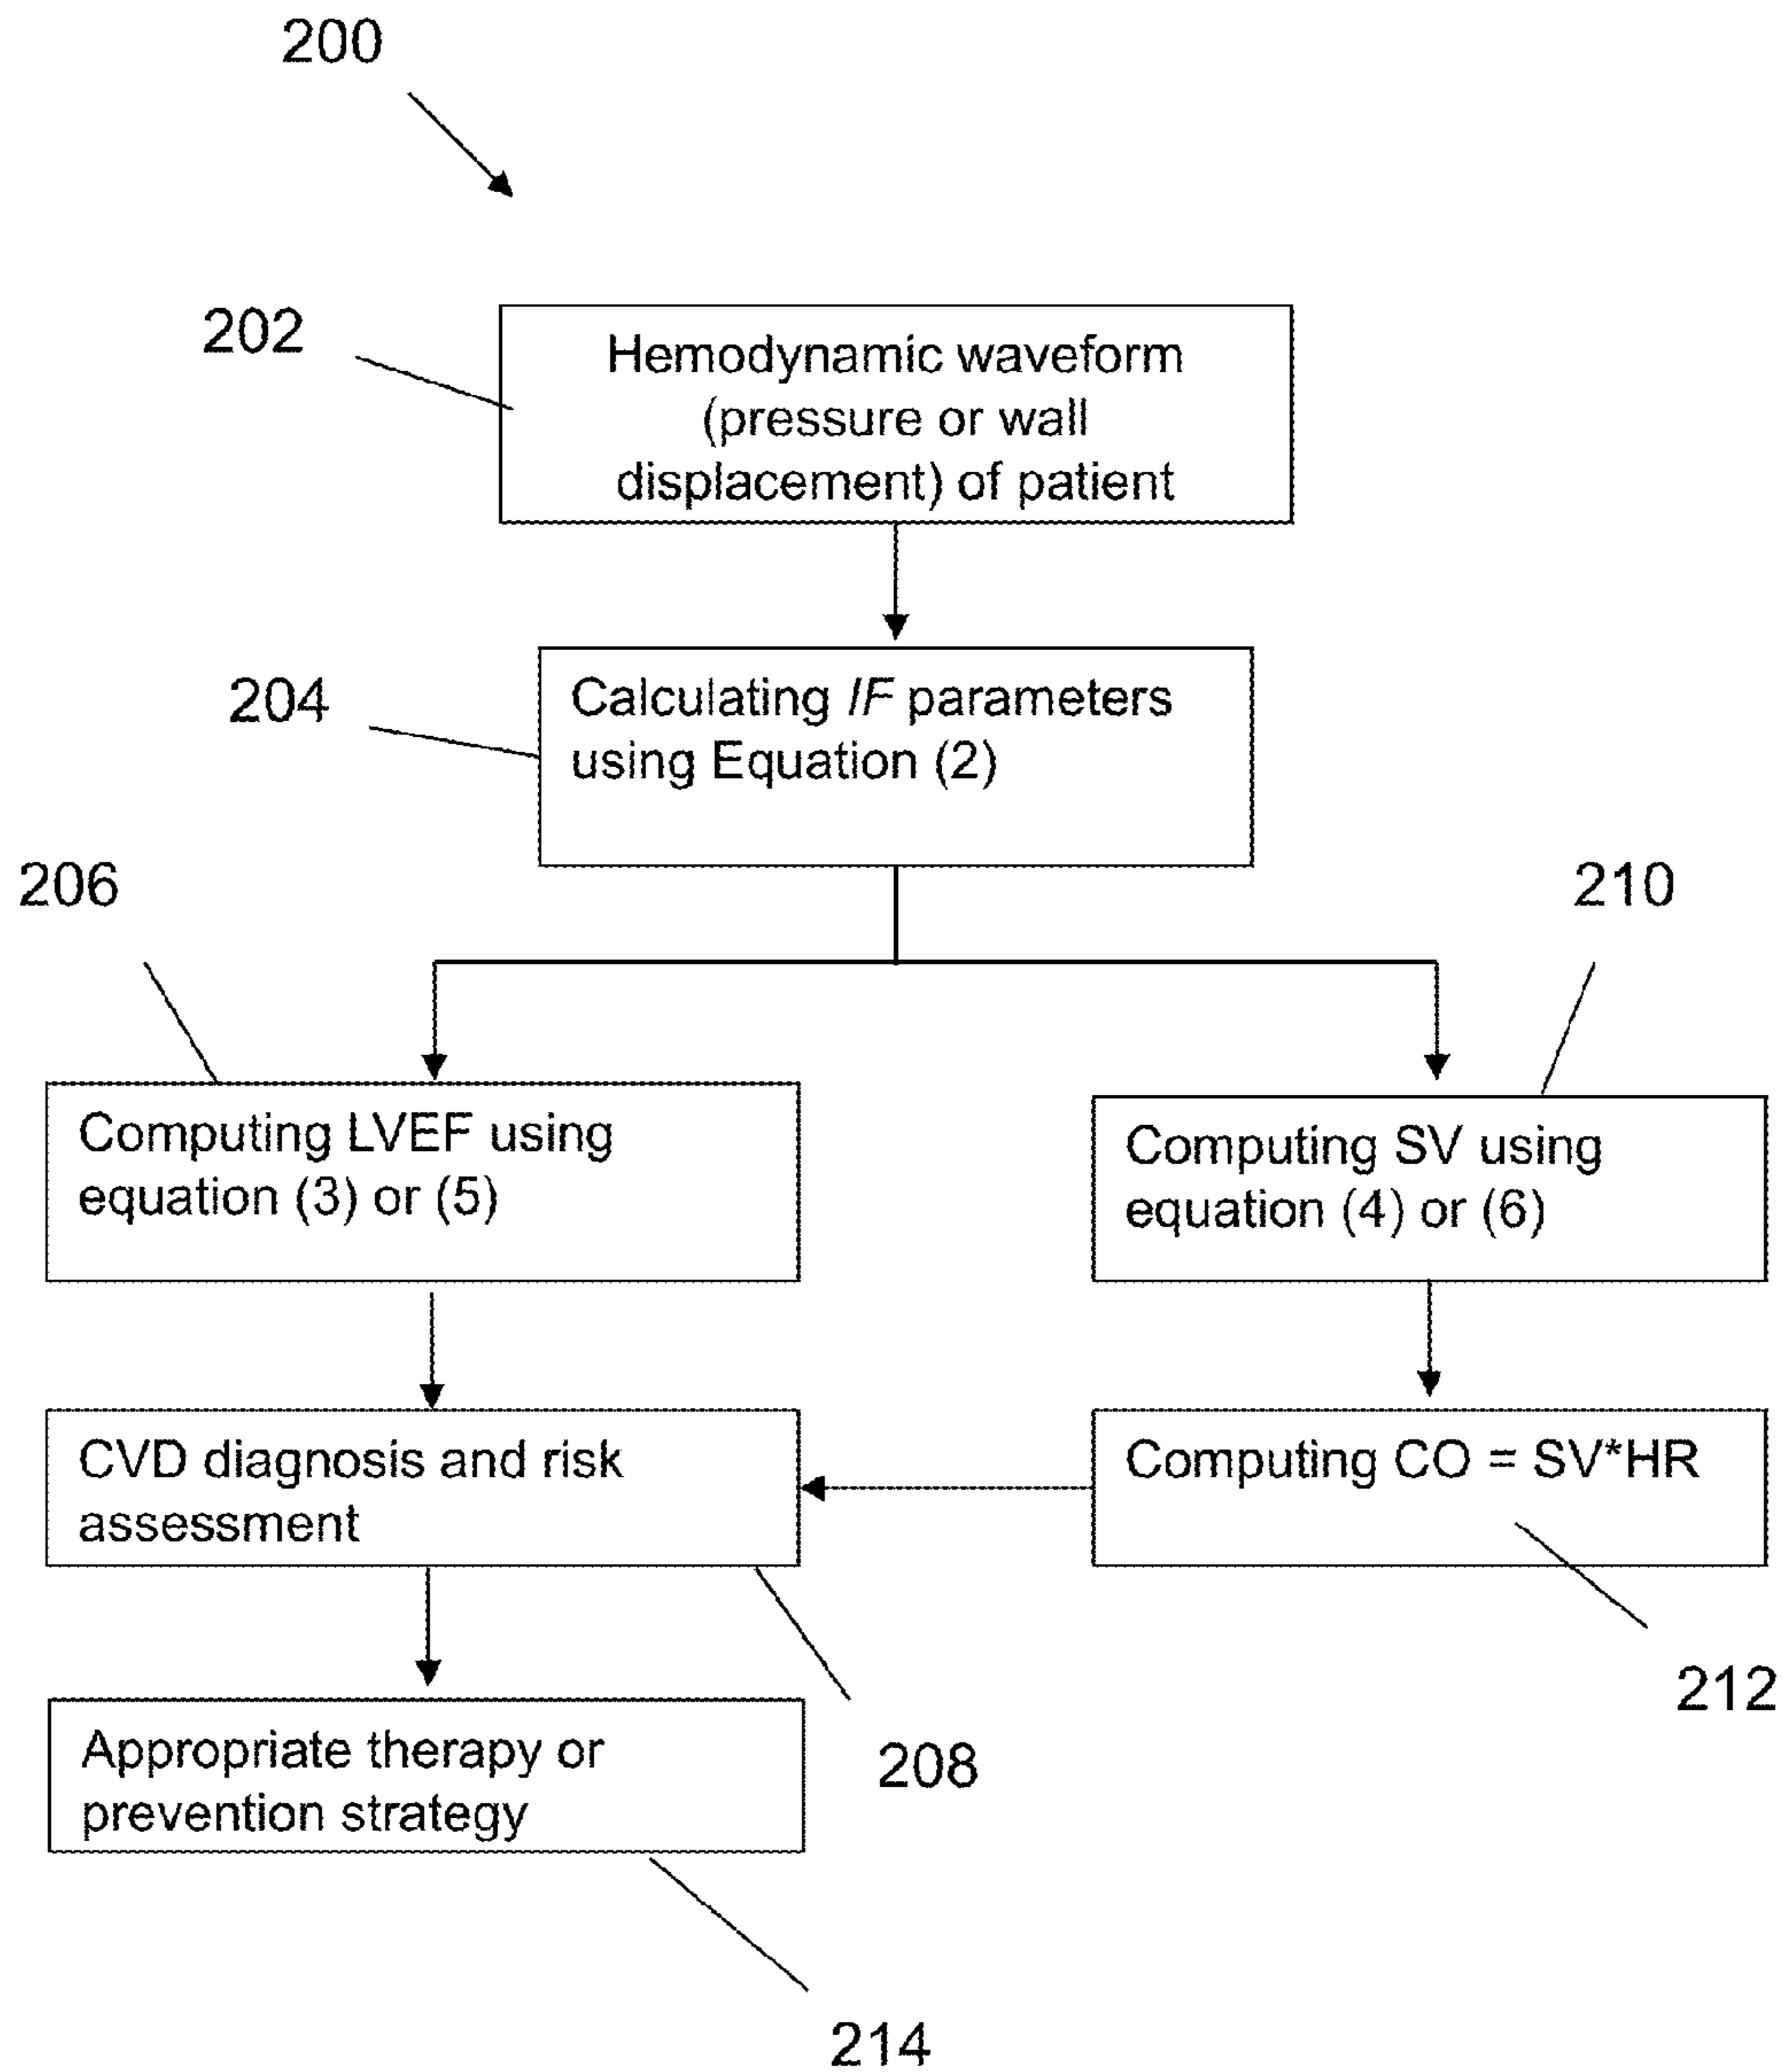 200
202
Hemodynamic waveform
(pressure or wall
displacement) of patient
204
Calculating IF parameters
using Equation (2)
206
210
Computing LVEF using
equation (3) or (5)
Computing SV using
equation (4) or (6)
CVD diagnosis and risk
assessment
Computing CO = SV*HR
212
208
Appropriate therapy or
prevention strategy
214